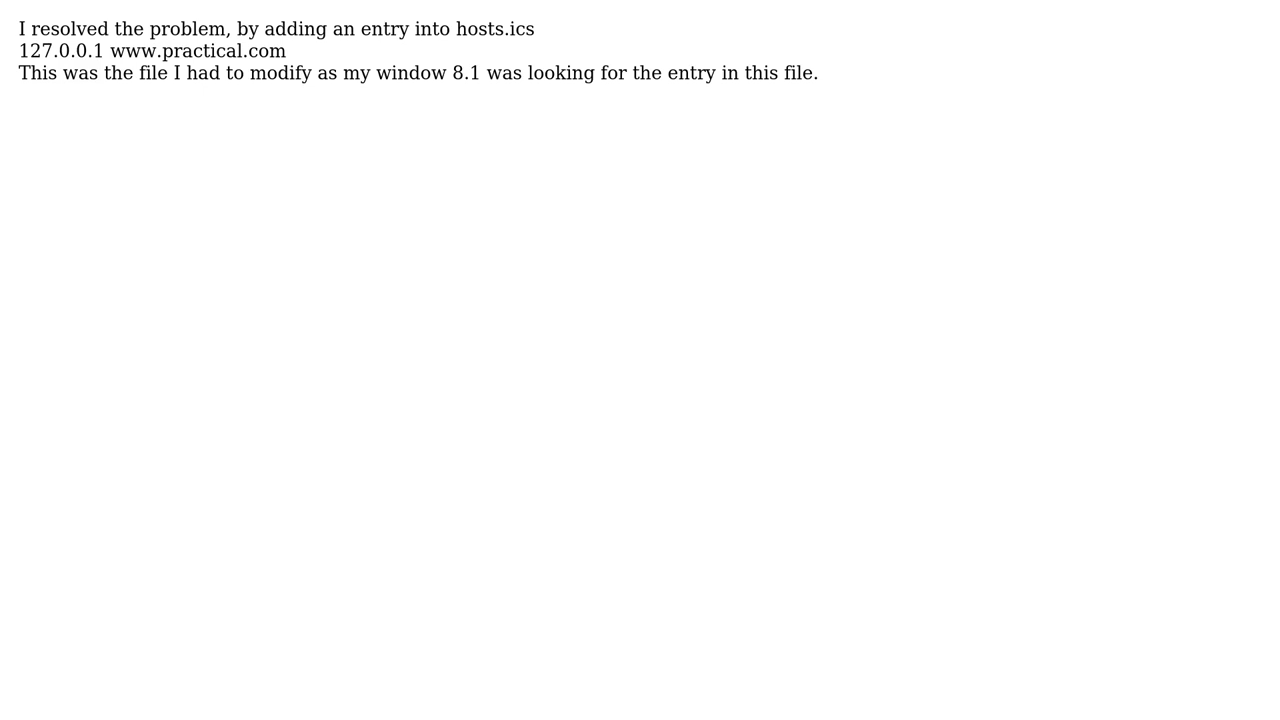 I resolved the problem, by adding an entry into hosts.ics
127.0.0.1 www.practical.com
This was the file I had to modify as my window 8.1 was looking for the entry in this file.